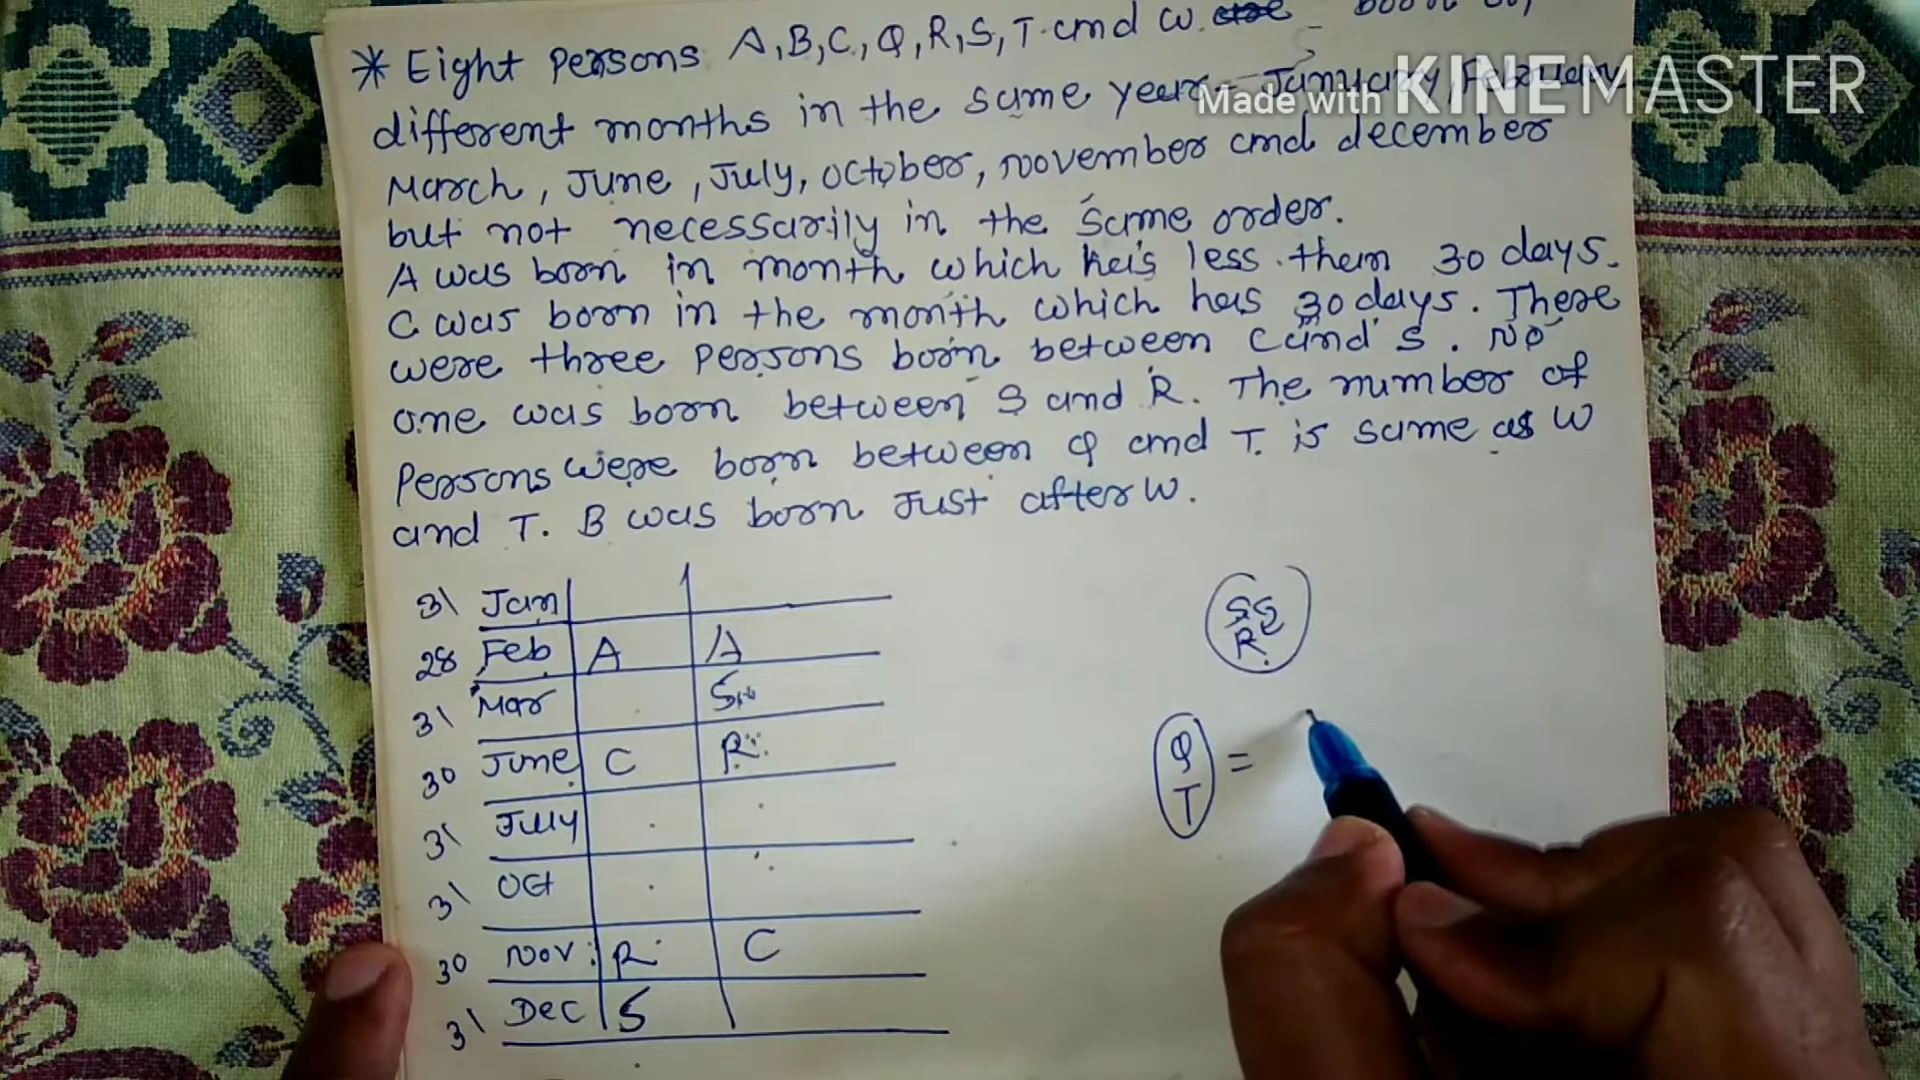 * Eight Persons A, B, C, Q, R, S, T. and W.
different months in the same year - January, February
March, June, July, october, november and december
but not necessarily in the same order.
A was born in month which has less than 30 days.
C was born in the month which has 30 days. There
were three persons born between C and S. No
one was born between S and R. The number of
Persons were born between Q and T. is same as W
and T. B was born Just after W.
Made with KINEMASTER
31 Jan
28 Feb A A
31 Mar S
30 June C R
31 July
31 Oct
30 Nov R C
31 Dec S
S S
R
Q
T =